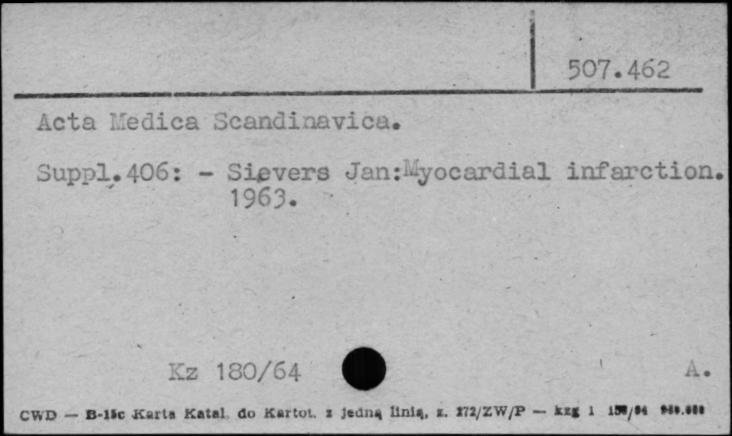 507.462
Acta Medica Scandinavica.
Suppl.406: - Sievers Jan:Myocardial infarction.
1963.
Kz 180/64 A.
CWD — B-15c Karta Katal. do Kartot. z jedną linią, z. 272/ZW/P — kzg 1